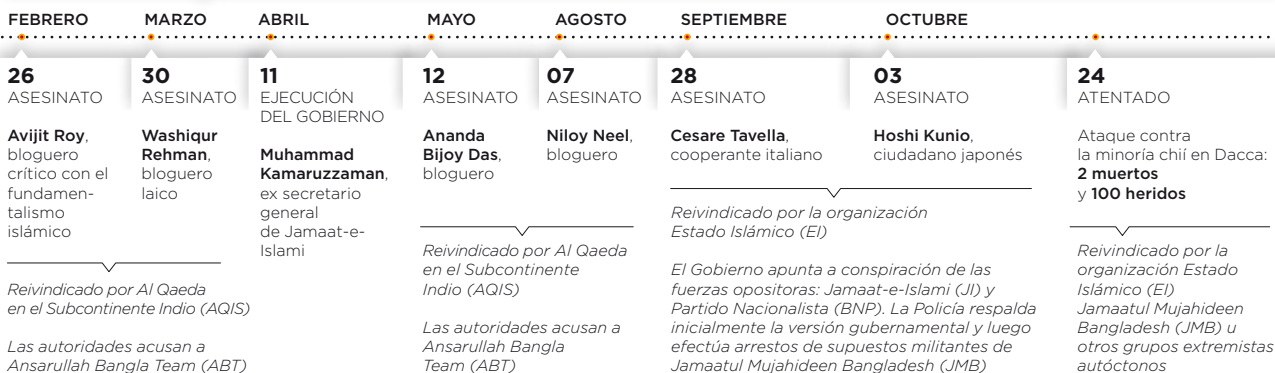 FEBRERO
MARZO
ABRIL
MAYO
AGOSTO
SEPTIEMBRE
OCTUBRE
26
ASESINATO
Avijit Roy,
bloguero
crítico con el
fundamen-
talismo
islámico
30
ASESINATO
Washiqur
Rehman,
bloguero
laico
Reivindicado por Al Qaeda
en el Subcontinente Indio (AQIS)
Las autoridades acusan a
Ansarullah Bangla Team (ABT)
11
EJECUCIÓN
DEL GOBIERNO
Muhammad
Kamaruzzaman,
ex secretario
general
de Jamaat-e-
Islami
12
ASESINATO
Ananda
Bijoy Das,
bloguero
07
ASESINATO
Niloy Neel,
bloguero
Reivindicado por Al Qaeda
en el Subcontinente
Indio (AQIS)
Las autoridades acusan a
Ansarullah Bangla
Team (ABT)
28
ASESINATO
Cesare Tavella,
cooperante italiano
03
ASESINATO
Hoshi Kunio,
ciudadano japonés
Reivindicado por la organización
Estado Islámico (EI)
El Gobierno apunta a conspiración de las
fuerzas opositoras: Jamaat-e-Islami (JI) y
Partido Nacionalista (BNP). La Policía respalda
inicialmente la versión gubernamental y luego
efectúa arrestos de supuestos militantes de
Jamaatul Mujahideen Bangladesh (JMB)
24
ATENTADO
Ataque contra
la minoría chií en Dacca:
2 muertos
y 100 heridos
Reivindicado por la
organización Estado
Islámico (EI)
Jamaatul Mujahideen
Bangladesh (JMB) u
otros grupos extremistas
autóctonos